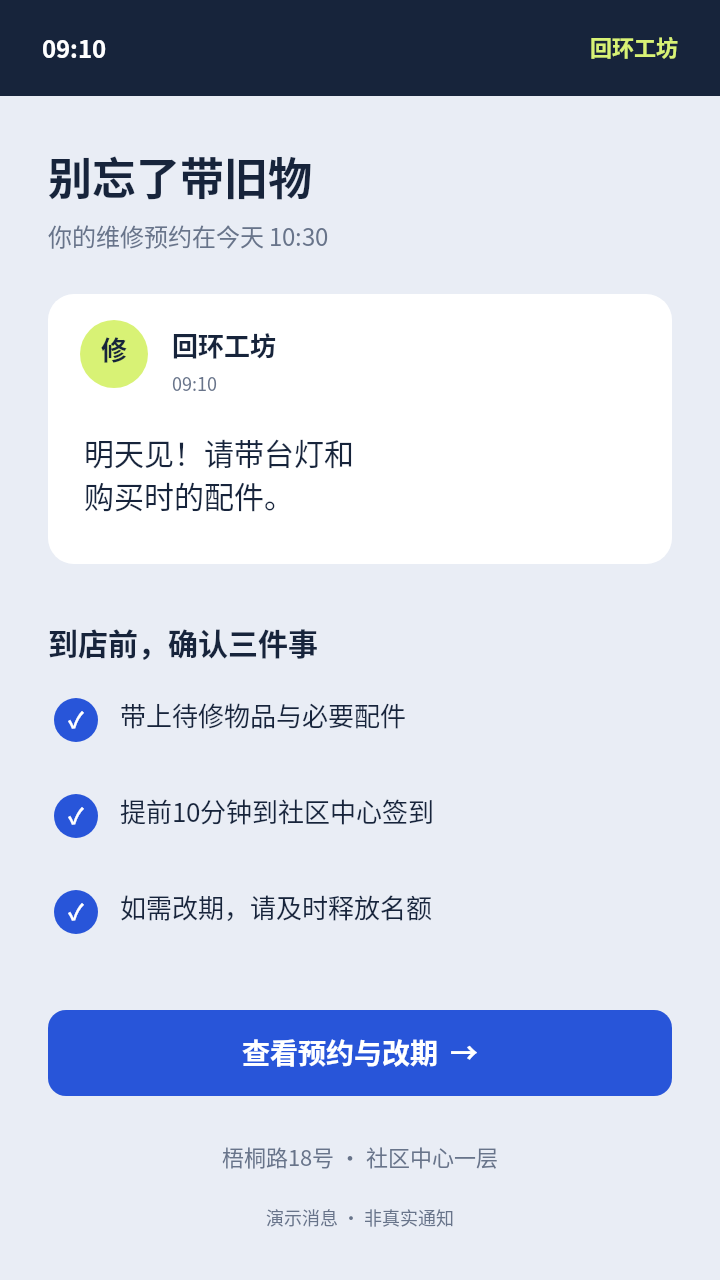 09:10
回环工坊
别忘了带旧物
你的维修预约在今天 10:30
修
回环工坊
09:10
明天见！请带台灯和
购买时的配件。
到店前，确认三件事
✓ 带上待修物品与必要配件
✓ 提前10分钟到社区中心签到
✓ 如需改期，请及时释放名额
查看预约与改期 →
梧桐路18号 · 社区中心一层
演示消息 · 非真实通知